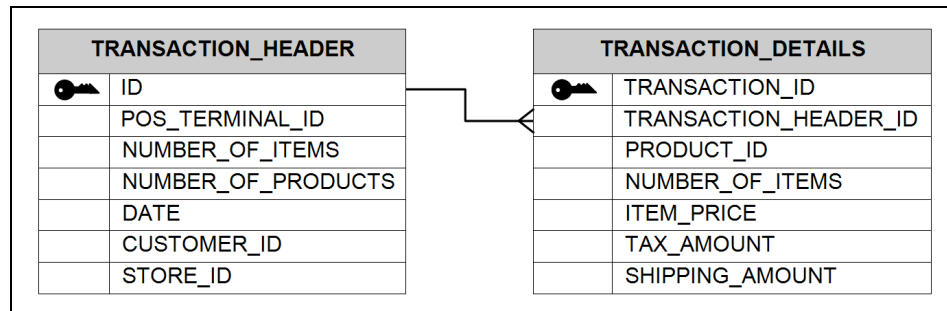 TRANSACTION_HEADER
ID
POS_TERMINAL_ID
NUMBER_OF_ITEMS
NUMBER_OF_PRODUCTS
DATE
CUSTOMER_ID
STORE_ID
TRANSACTION_DETAILS
TRANSACTION_ID
TRANSACTION_HEADER_ID
PRODUCT_ID
NUMBER_OF_ITEMS
ITEM_PRICE
TAX_AMOUNT
SHIPPING_AMOUNT